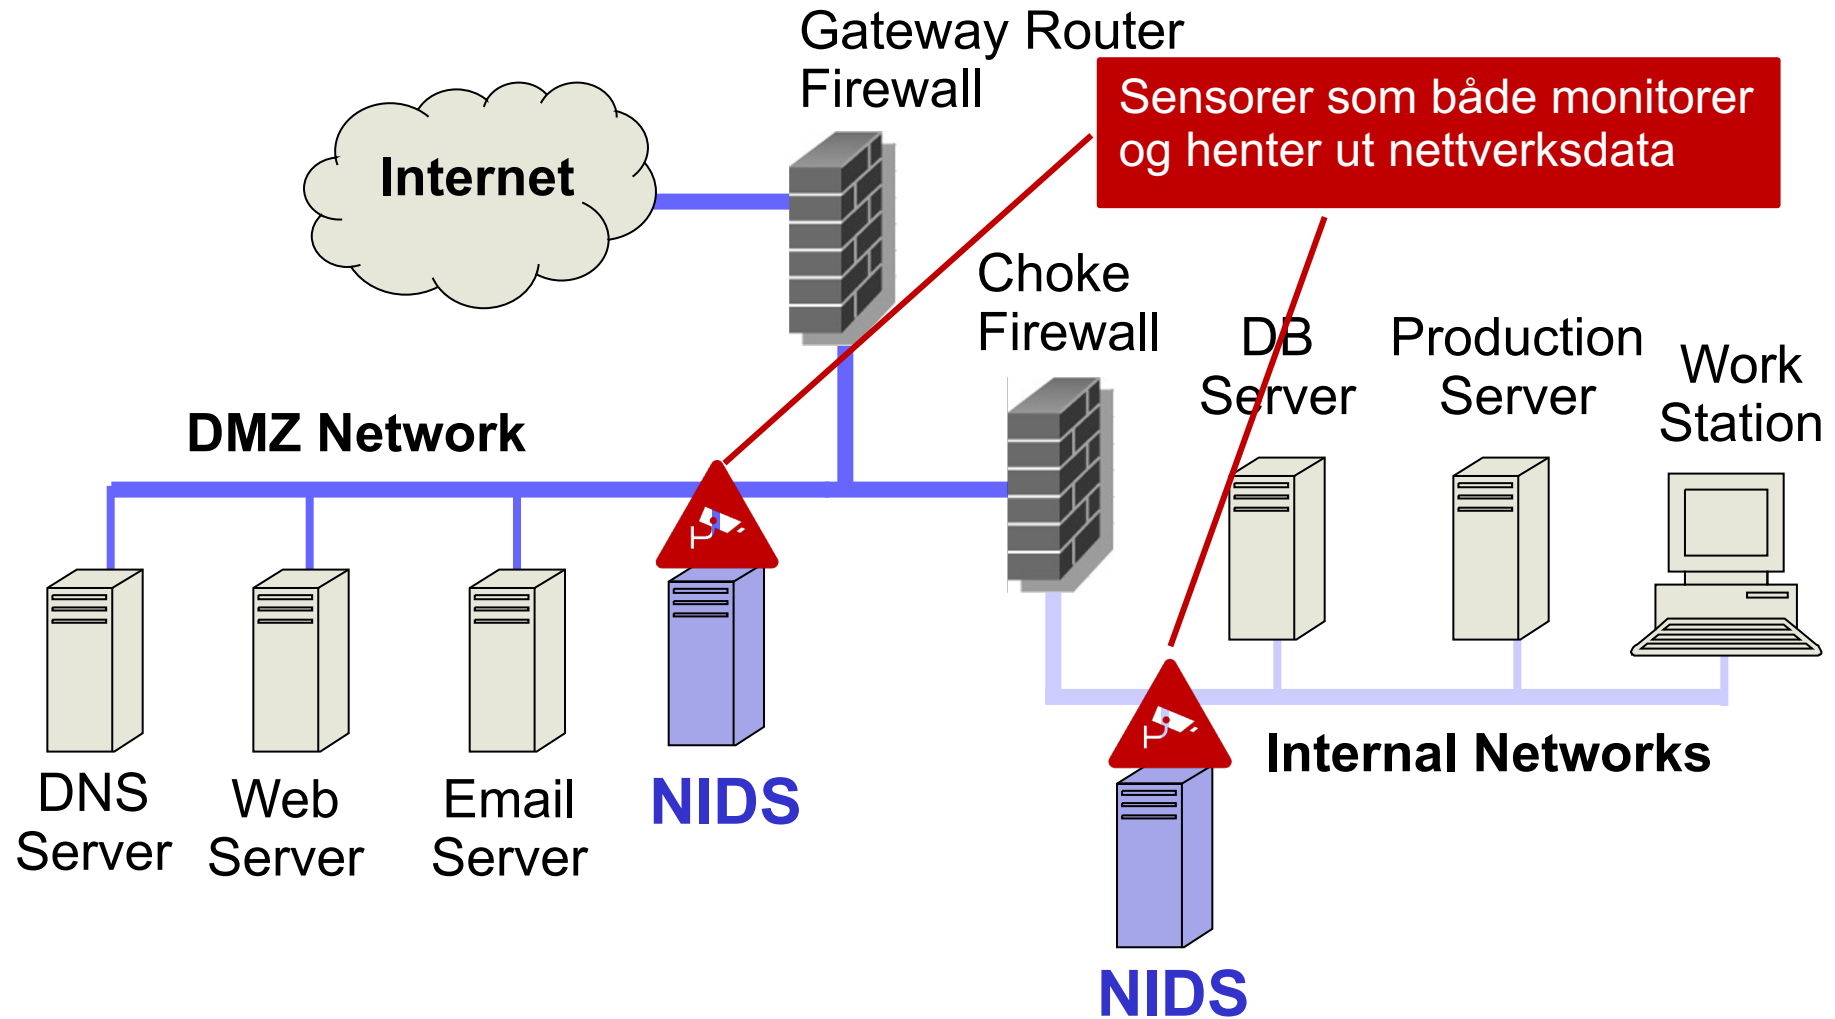 Gateway Router
Firewall
Sensorer som både monitorer
og henter ut nettverksdata
Internet
Choke
Firewall
DB
Server
Production
Server
Work
Station
DMZ Network
Internal Networks
DNS
Server
Web
Server
Email
Server
NIDS
NIDS